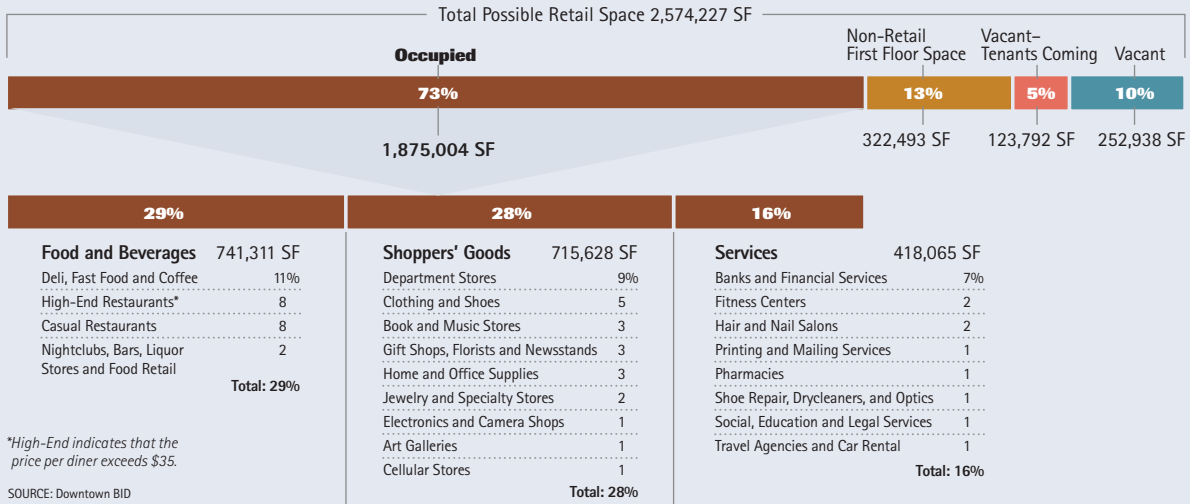 Total Possible Retail Space 2,574,227 SF
Occupied
Non-Retail
First Floor Space
Vacant–
Tenants Coming
Vacant
73%
13%
5%
10%
1,875,004 SF
322,493 SF
123,792 SF
252,938 SF
29%
28%
16%
Food and Beverages 741,311 SF
Deli, Fast Food and Coffee 11%
High-End Restaurants* 8
Casual Restaurants 8
Nightclubs, Bars, Liquor 2
Stores and Food Retail
Total: 29%
*High-End indicates that the
price per diner exceeds $35.
SOURCE: Downtown BID
Shoppers' Goods 715,628 SF
Department Stores 9%
Clothing and Shoes 5
Book and Music Stores 3
Gift Shops, Florists and Newsstands 3
Home and Office Supplies 3
Jewelry and Specialty Stores 2
Electronics and Camera Shops 1
Art Galleries 1
Cellular Stores 1
Total: 28%
Services 418,065 SF
Banks and Financial Services 7%
Fitness Centers 2
Hair and Nail Salons 2
Printing and Mailing Services 1
Pharmacies 1
Shoe Repair, Drycleaners, and Optics 1
Social, Education and Legal Services 1
Travel Agencies and Car Rental 1
Total: 16%